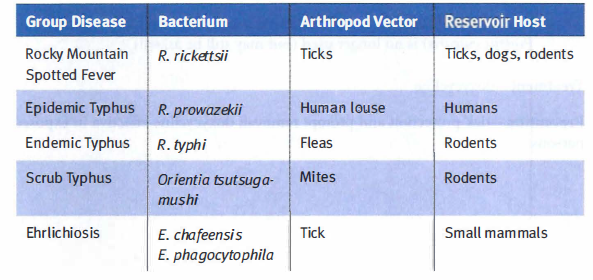 Group Disease Bacterium Arthropod Vector Reservoir Host
Rocky Mountain R. rickettsii Ticks Ticks, dogs, rodents
Spotted Fever
Epidemic Typhus R. prowazekii Human louse Humans
Endemic Typhus R. typhi Fleas Rodents
Scrub Typhus Orientia tsutsuga- Mites Rodents
mushi
Ehrlichiosis E. chafeensis Tick Small mammals
E. phagocytophila